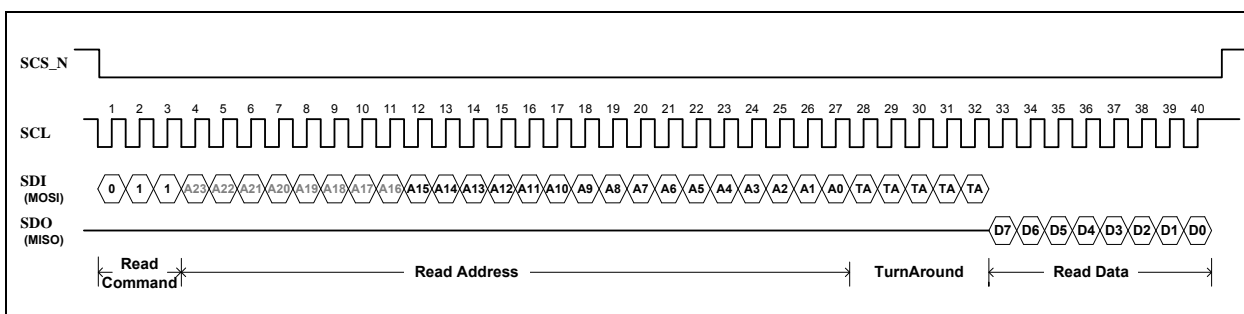 SCS_N
1 2 3 4 5 6 7 8 9 10 11 12 13 14 15 16 17 18 19 20 21 22 23 24 25 26 27 28 29 30 31 32 33 34 35 36 37 38 39 40
SCL
SDI
(MOSI)
0 1 1 A23 A22 A21 A20 A19 A18 A17 A16 A15 A14 A13 A12 A11 A10 A9 A8 A7 A6 A5 A4 A3 A2 A1 A0 TA TA TA TA TA
SDO
(MISO)
D7 D6 D5 D4 D3 D2 D1 D0
Read
Command
Read Address
TurnAround
Read Data